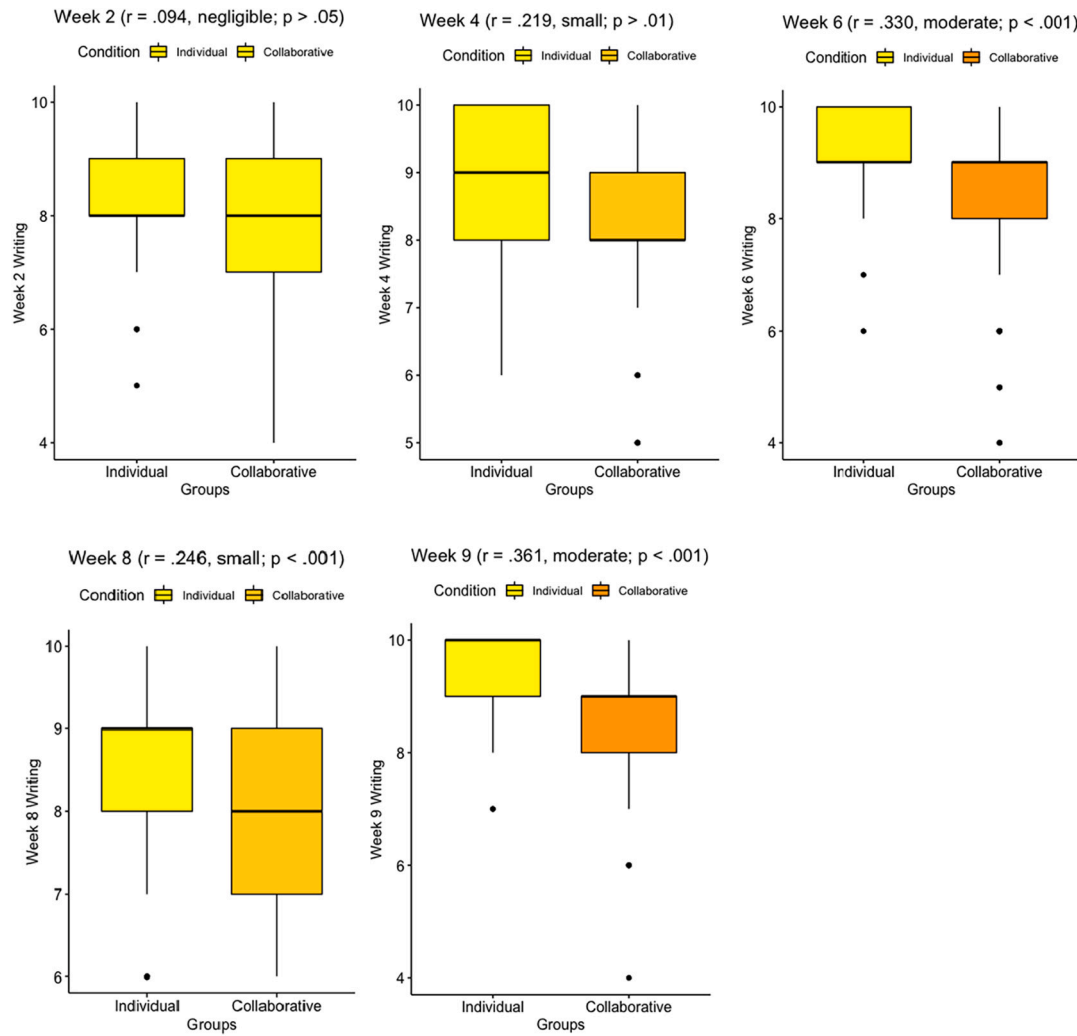 Week 2 (r = .094, negligible; p > .05)
Condition Individual Collaborative
Week 2 Writing
10
8
6
4
Individual Collaborative
Groups
Week 4 (r = .219, small; p > .01)
Condition Individual Collaborative
Week 4 Writing
10
9
8
7
6
5
Individual Collaborative
Groups
Week 6 (r = .330, moderate; p < .001)
Condition Individual Collaborative
Week 6 Writing
10
8
6
4
Individual Collaborative
Groups
Week 8 (r = .246, small; p < .001)
Condition Individual Collaborative
Week 8 Writing
10
9
8
7
6
Individual Collaborative
Groups
Week 9 (r = .361, moderate; p < .001)
Condition Individual Collaborative
Week 9 Writing
10
8
6
4
Individual Collaborative
Groups